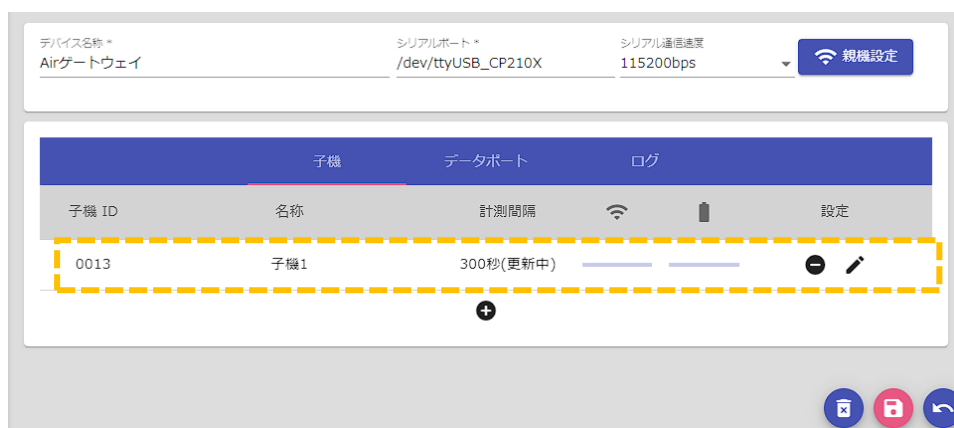 デバイス名称 * シリアルポート * シリアル通信速度
Airゲートウェイ /dev/ttyUSB_CP210X 115200bps 親機設定
子機 データポート ログ
子機 ID 名称 計測間隔 設定
0013 子機1 300秒(更新中)